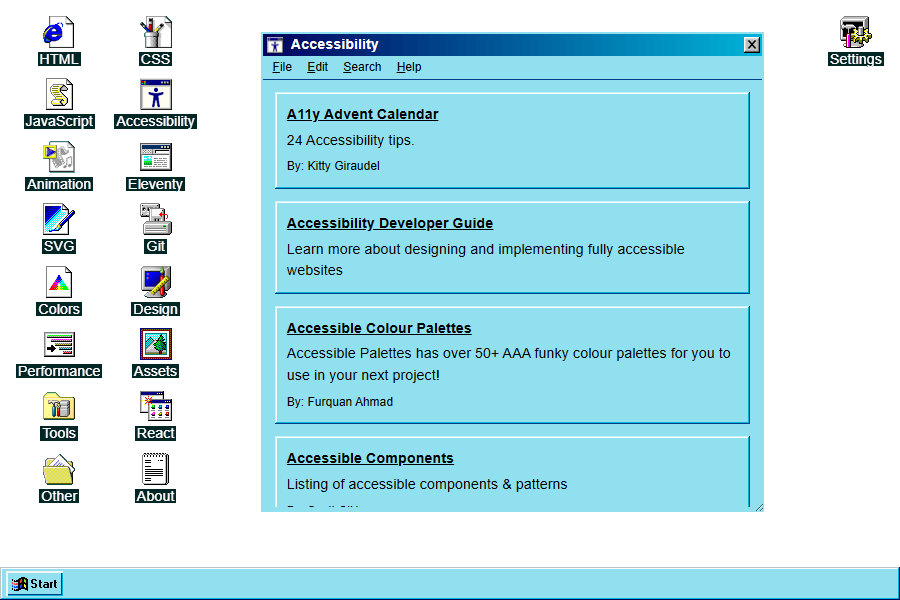 HTML
CSS
JavaScript
Accessibility
Animation
Eleventy
SVG
Git
Colors
Design
Performance
Assets
Tools
React
Other
About
Accessibility
File Edit Search Help
A11y Advent Calendar
24 Accessibility tips.
By: Kitty Giraudel
Accessibility Developer Guide
Learn more about designing and implementing fully accessible
websites
Accessible Colour Palettes
Accessible Palettes has over 50+ AAA funky colour palettes for you to
use in your next project!
By: Furquan Ahmad
Accessible Components
Listing of accessible components & patterns
Settings
Start